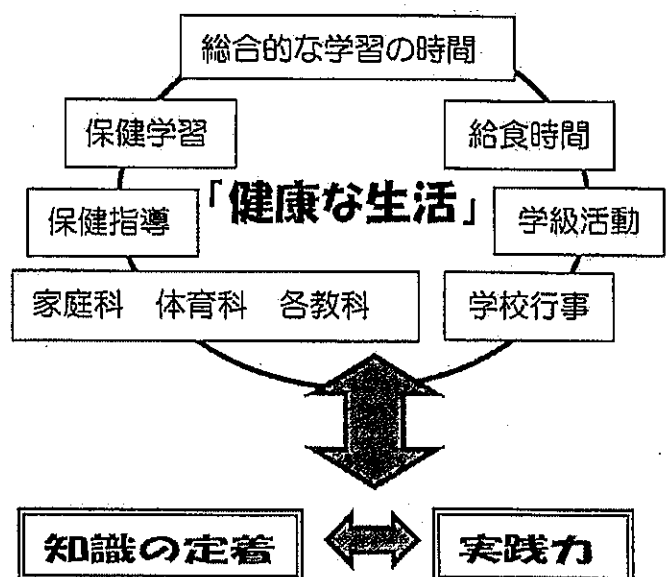 総合的な学習の時間
保健学習 給食時間
「健康な生活」
保健指導 学級活動
家庭科 体育科 各教科 学校行事
知識の定着 実践力